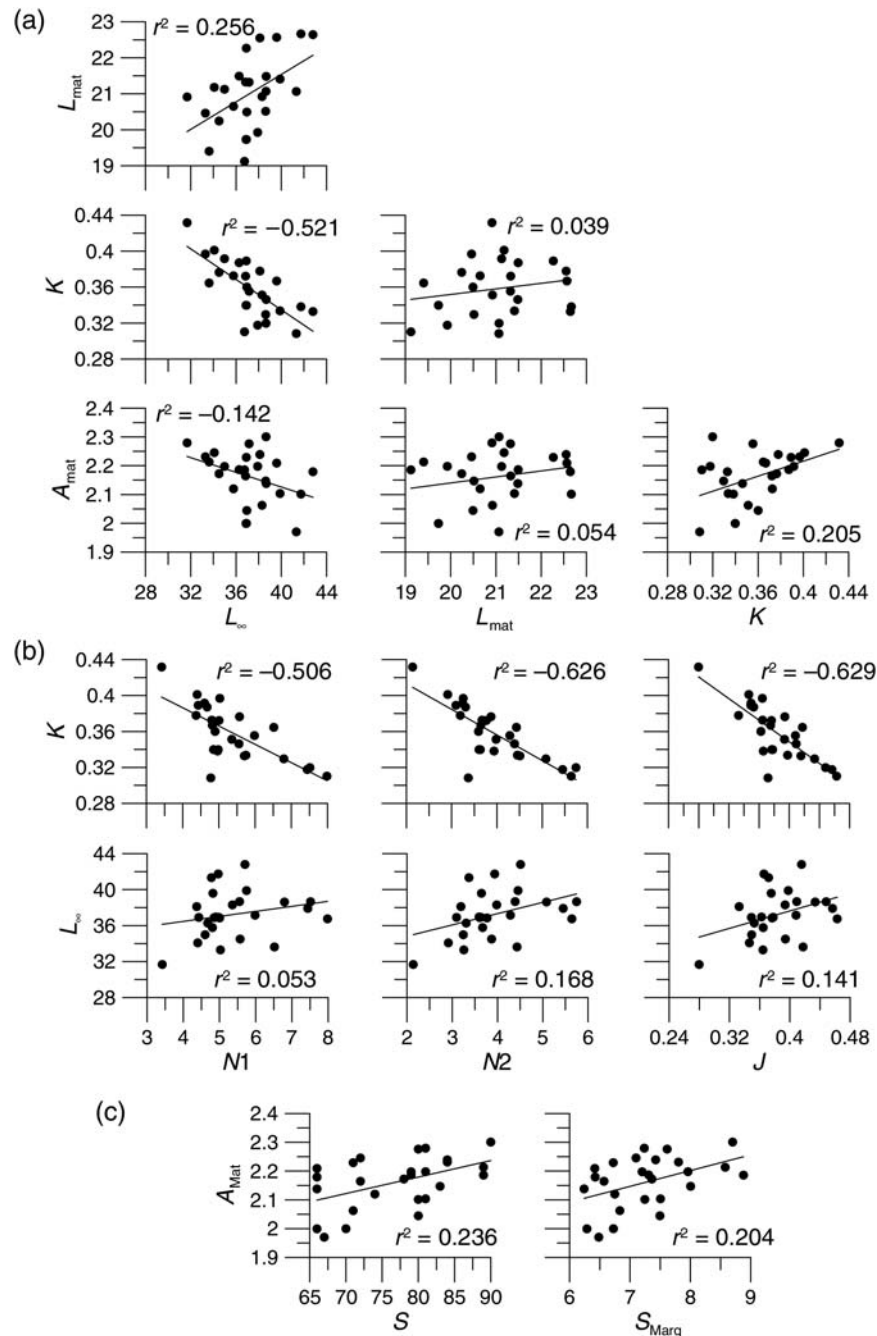 (a)
r² = 0.256
23
22
21
20
19
L_mat
28 32 36 40 44
r² = −0.521
0.44
0.4
0.36
0.32
0.28
K
r² = 0.039
r² = −0.142
2.4
2.3
2.2
2.1
2
1.9
A_mat
28 32 36 40 44
L_∞
r² = 0.054
19 20 21 22 23
L_mat
r² = 0.205
0.28 0.32 0.36 0.4 0.44
K
(b)
r² = −0.506
0.44
0.4
0.36
0.32
0.28
K
r² = −0.626
r² = −0.629
44
40
36
32
28
L_∞
r² = 0.053
3 4 5 6 7 8
N1
r² = 0.168
2 3 4 5 6
N2
r² = 0.141
0.24 0.32 0.4 0.48
J
(c)
2.4
2.3
2.2
2.1
2
1.9
A_Mat
r² = 0.236
65 70 75 80 85 90
S
r² = 0.204
6 7 8 9
S_Marg